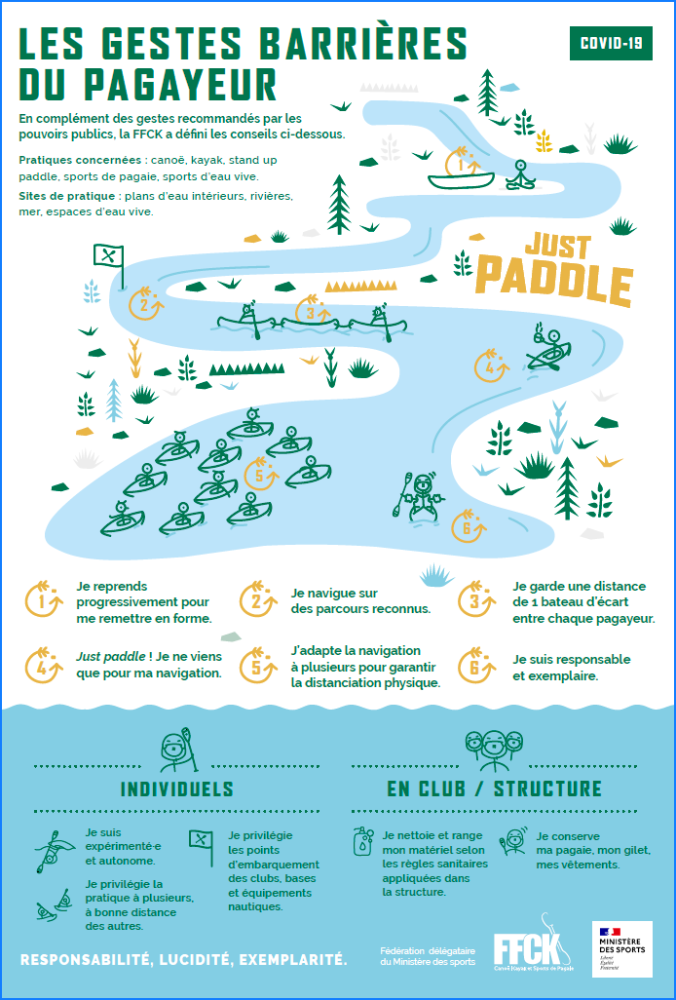 LES GESTES BARRIÈRES
DU PAGAYEUR
COVID-19
En complément des gestes recommandés par les
pouvoirs publics, la FFCK a défini les conseils ci-dessous.
Pratiques concernées : canoë, kayak, stand up
paddle, sports de pagaie, sports d'eau vive.
Sites de pratique : plans d'eau intérieurs, rivières,
mer, espaces d'eau vive.
1
JUST
PADDLE
2
3
4
5
6
1
Je reprends
progressivement pour
me remettre en forme.
2
Je navigue sur
des parcours reconnus.
3
Je garde une distance
de 1 bateau d'écart
entre chaque pagayeur.
4
Just paddle ! Je ne viens
que pour ma navigation.
5
J'adapte la navigation
à plusieurs pour garantir
la distanciation physique.
6
Je suis responsable
et exemplaire.
INDIVIDUELS
Je suis
expérimenté·e
et autonome.
Je privilégie la
pratique à plusieurs,
à bonne distance
des autres.
Je privilégie
les points
d'embarquement
des clubs, bases
et équipements
nautiques.
EN CLUB / STRUCTURE
Je nettoie et range
mon matériel selon
les règles sanitaires
appliquées dans
la structure.
Je conserve
ma pagaie, mon gilet,
mes vêtements.
RESPONSABILITÉ, LUCIDITÉ, EXEMPLARITÉ.
Fédération délégataire
du Ministère des sports
FFCK
Canoë Kayak et Sports de Pagaie
MINISTÈRE
DES SPORTS
Liberté
Égalité
Fraternité